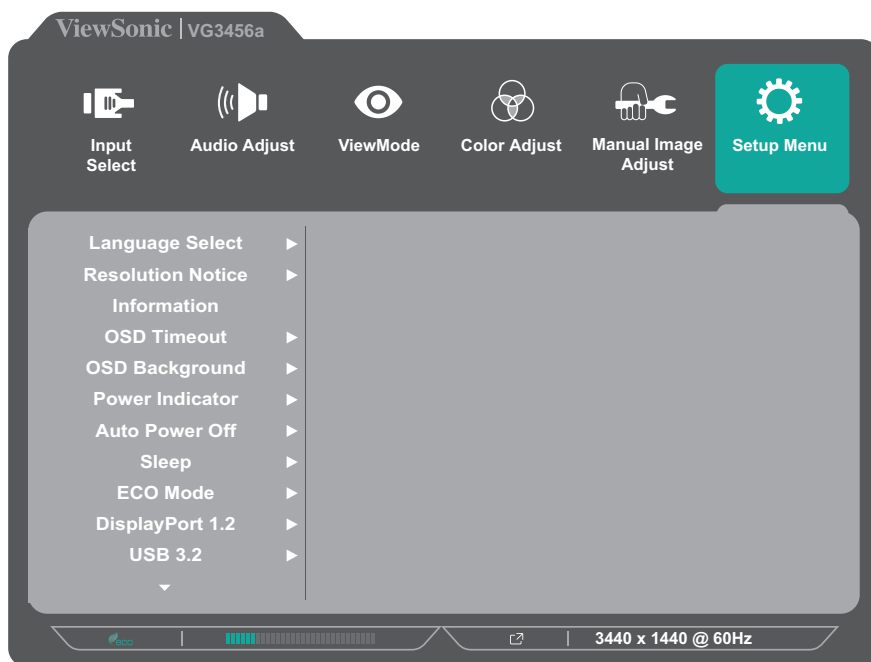 ViewSonic | VG3456a
Input Select
Audio Adjust
ViewMode
Color Adjust
Manual Image Adjust
Setup Menu
Language Select
Resolution Notice
Information
OSD Timeout
OSD Background
Power Indicator
Auto Power Off
Sleep
ECO Mode
DisplayPort 1.2
USB 3.2
eco
3440 x 1440 @ 60Hz